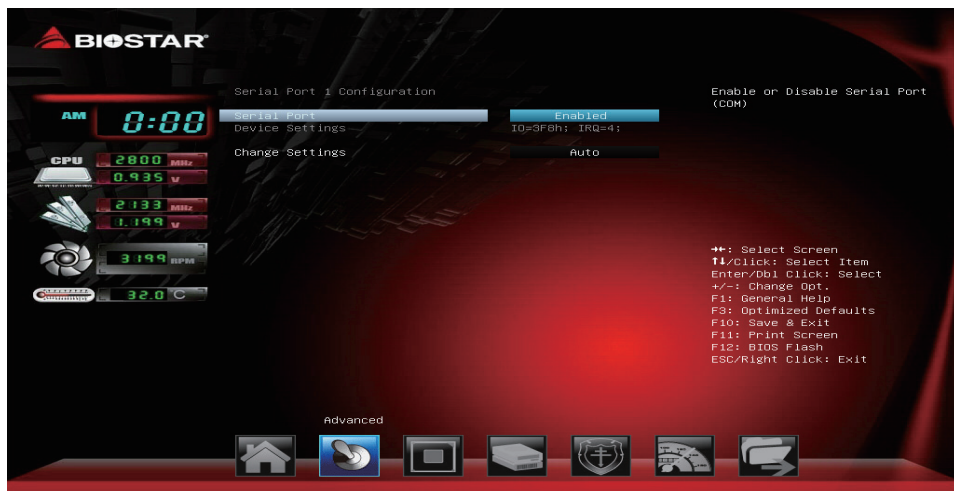 BIOSTAR
Serial Port 1 Configuration
Serial Port Enabled
Device Settings IO=3F8h; IRQ=4;
Change Settings Auto
Enable or Disable Serial Port
(COM)
AM 0:00
CPU 2800 MHz
0.935 V
2133 MHz
1.199 V
3199 RPM
32.0 °C
→←: Select Screen
↑↓/Click: Select Item
Enter/Dbl Click: Select
+/-: Change Opt.
F1: General Help
F3: Optimized Defaults
F10: Save & Exit
F11: Print Screen
F12: BIOS Flash
ESC/Right Click: Exit
Advanced